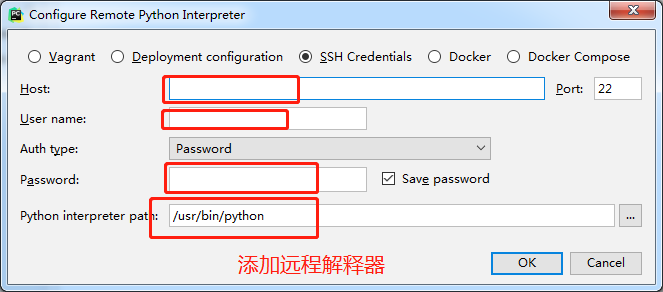 Configure Remote Python Interpreter
Vagrant Deployment configuration SSH Credentials Docker Docker Compose
Host: Port: 22
User name:
Auth type: Password
Password: Save password
Python interpreter path: /usr/bin/python ...
添加远程解释器 OK Cancel